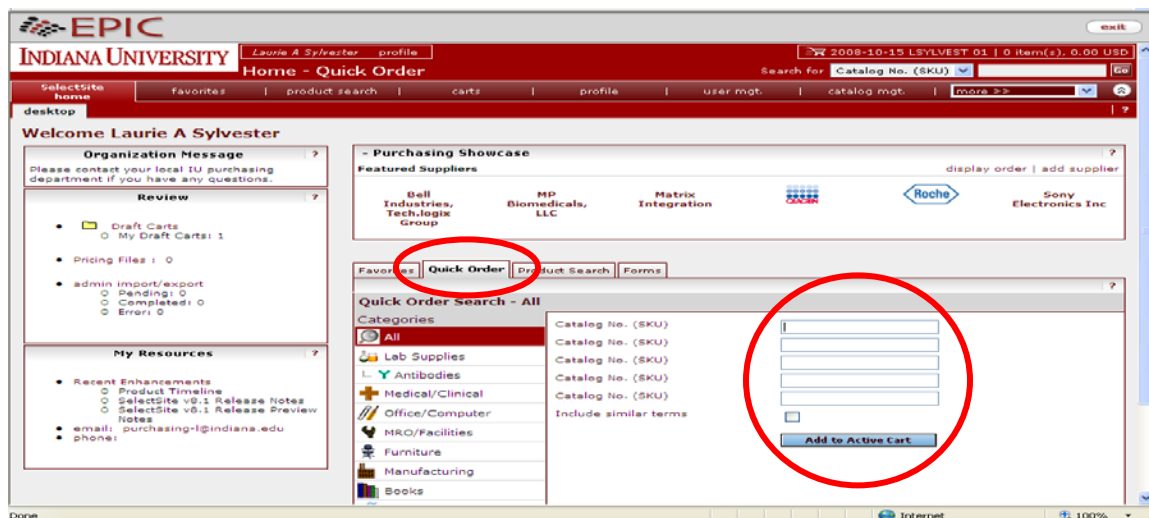 EPIC
exit
INDIANA UNIVERSITY
Laurie A Sylvester profile
2008-10-15 LSYLVEST 01 | 0 item(s), 0.00 USD
Home - Quick Order
Search for Catalog No. (SKU) Go
SelectSite home favorites | product search | carts | profile | user mgt. | catalog mgt. | more >>
desktop | ?
Welcome Laurie A Sylvester
Organization Message ?
Please contact your local IU purchasing
department if you have any questions.
Review ?
Draft Carts
My Draft Carts: 1
Pricing Files : 0
admin import/export
Pending: 0
Completed: 0
Error: 0
My Resources ?
Recent Enhancements
Product Timeline
SelectSite v8.1 Release Notes
SelectSite v8.1 Release Preview
Notes
email: purchasing-l@indiana.edu
phone:
- Purchasing Showcase ?
Featured Suppliers display order | add supplier
Bell
Industries,
Tech.logix
Group
MP
Biomedicals,
LLC
Matrix
Integration
QIAGEN
Roche
Sony
Electronics Inc
Favorites Quick Order Product Search Forms
?
Quick Order Search - All
Categories
All
Lab Supplies
Antibodies
Medical/Clinical
Office/Computer
MRO/Facilities
Furniture
Manufacturing
Books
Catalog No. (SKU)
Catalog No. (SKU)
Catalog No. (SKU)
Catalog No. (SKU)
Catalog No. (SKU)
Include similar terms
Add to Active Cart
Done Internet 100%